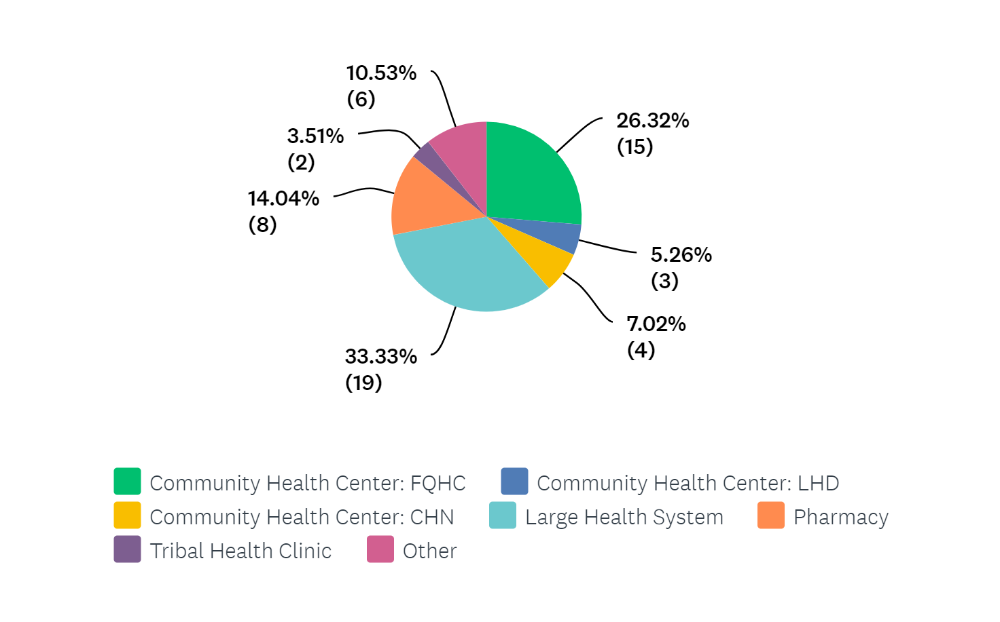 10.53%
(6)
26.32%
(15)
3.51%
(2)
14.04%
(8)
5.26%
(3)
7.02%
(4)
33.33%
(19)
Community Health Center: FQHC
Community Health Center: LHD
Community Health Center: CHN
Large Health System
Pharmacy
Tribal Health Clinic
Other